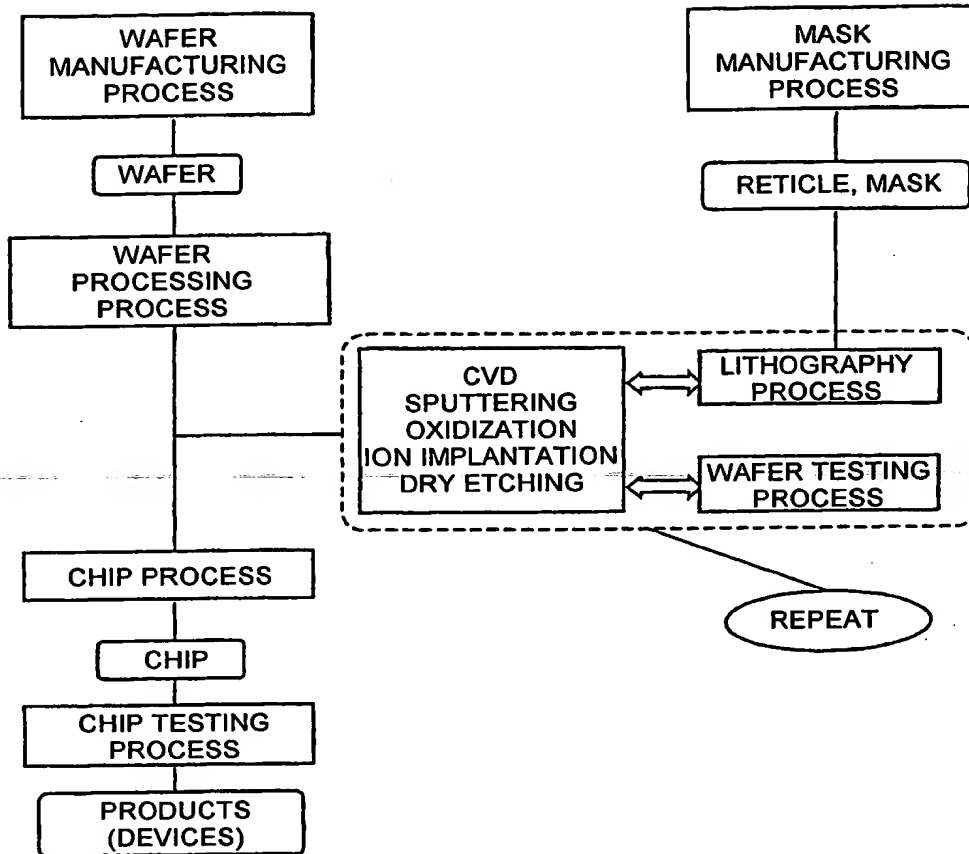 WAFER
MANUFACTURING
PROCESS
WAFER
WAFER
PROCESSING
PROCESS
MASK
MANUFACTURING
PROCESS
RETICLE, MASK
CVD
SPUTTERING
OXIDIZATION
ION IMPLANTATION
DRY ETCHING
LITHOGRAPHY
PROCESS
WAFER TESTING
PROCESS
REPEAT
CHIP PROCESS
CHIP
CHIP TESTING
PROCESS
PRODUCTS
(DEVICES)